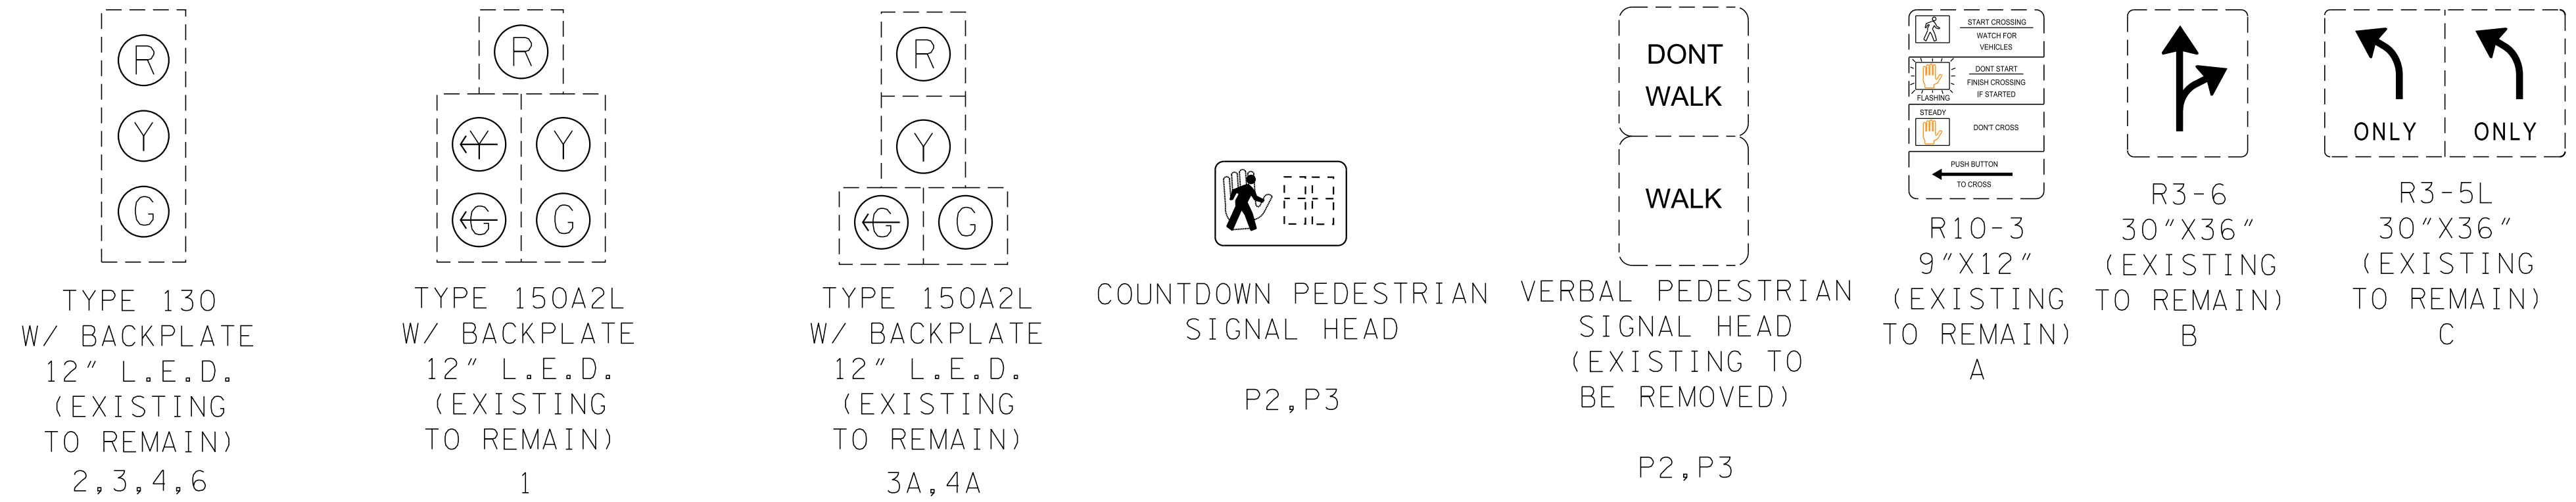 R
Y
G
TYPE 130
W/ BACKPLATE
12" L.E.D.
(EXISTING
TO REMAIN)
2,3,4,6
R
Y Y
G G
TYPE 150A2L
W/ BACKPLATE
12" L.E.D.
(EXISTING
TO REMAIN)
1
R
Y
G G
TYPE 150A2L
W/ BACKPLATE
12" L.E.D.
(EXISTING
TO REMAIN)
3A,4A
COUNTDOWN PEDESTRIAN
SIGNAL HEAD
P2,P3
DONT
WALK
WALK
VERBAL PEDESTRIAN
SIGNAL HEAD
(EXISTING TO
BE REMOVED)
P2,P3
START CROSSING
WATCH FOR
VEHICLES
DONT START
FINISH CROSSING
IF STARTED
FLASHING
STEADY
DON'T CROSS
PUSH BUTTON
TO CROSS
R10-3
9"X12"
(EXISTING
TO REMAIN)
A
R3-6
30"X36"
(EXISTING
TO REMAIN)
B
ONLY ONLY
R3-5L
30"X36"
(EXISTING
TO REMAIN)
C